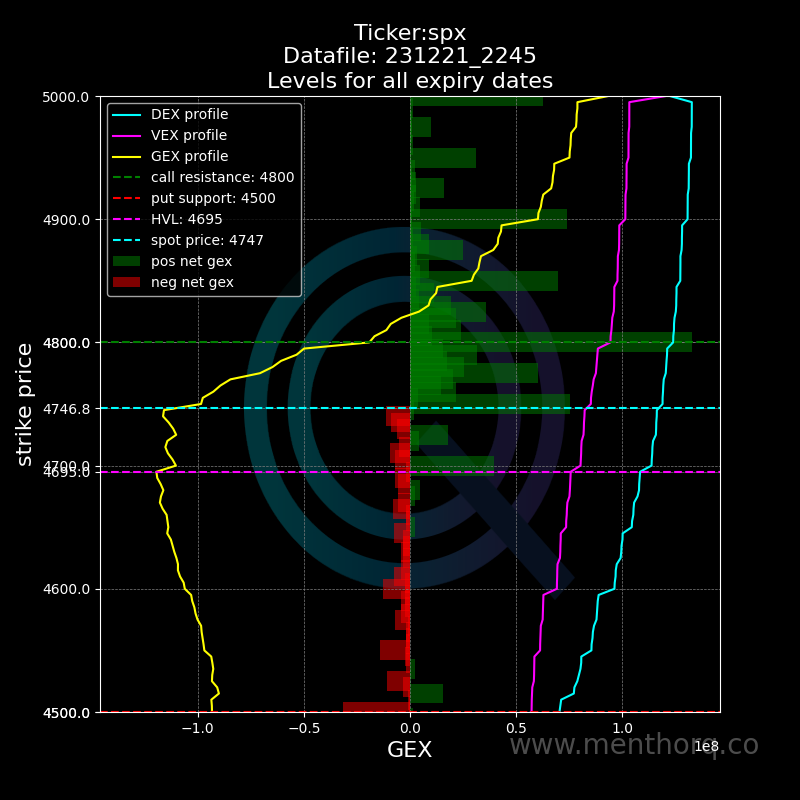 Ticker:spx
Datafile: 231221_2245
Levels for all expiry dates
DEX profile
VEX profile
GEX profile
call resistance: 4800
put support: 4500
HVL: 4695
spot price: 4747
pos net gex
neg net gex
strike price
5000.0
4900.0
4800.0
4746.8
4700.0
4695.0
4600.0
4500.0
−1.0 −0.5 0.0 0.5 1.0
1e8
GEX
www.menthorq.co